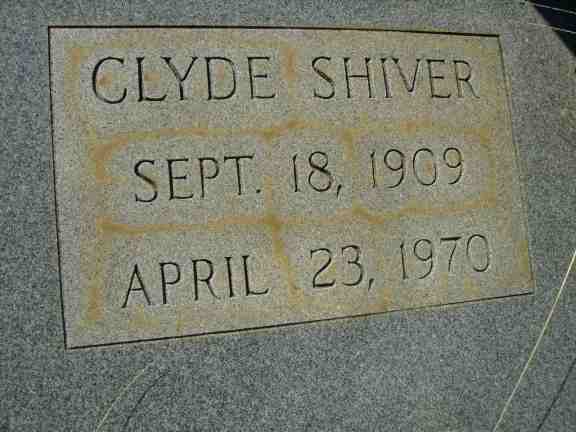 CLYDE SHIVER
SEPT. 18, 1909
APRIL 23, 1970